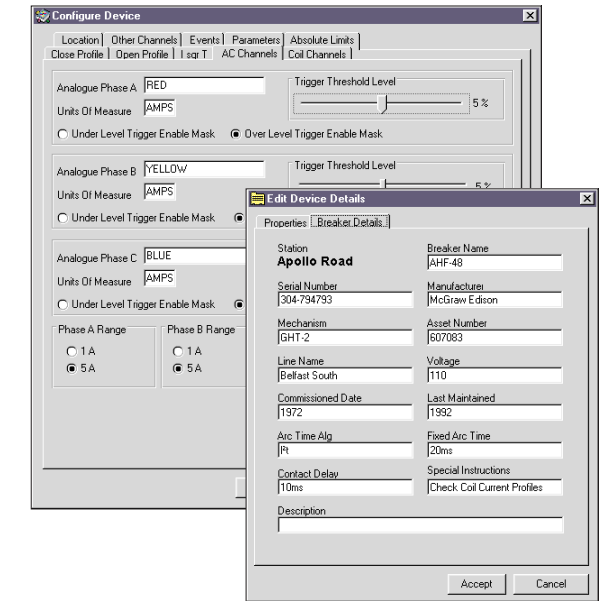 Configure Device
Location Other Channels Events Parameters Absolute Limits
Close Profile Open Profile I sqr T AC Channels Coil Channels
Analogue Phase A RED
Units Of Measure AMPS
Trigger Threshold Level
5 %
Under Level Trigger Enable Mask Over Level Trigger Enable Mask
Analogue Phase B YELLOW
Units Of Measure AMPS
Trigger Threshold Level
5 %
Under Level Trigger Enable Mask
Analogue Phase C BLUE
Units Of Measure AMPS
Under Level Trigger Enable Mask
Phase A Range Phase B Range
1 A 1 A
5 A 5 A
Edit Device Details
Properties Breaker Details
Station Breaker Name
Apollo Road AHF-48
Serial Number Manufacturer
304-794793 McGraw Edison
Mechanism Asset Number
GHT-2 607083
Line Name Voltage
Belfast South 110
Commissioned Date Last Maintained
1972 1992
Arc Time Alg Fixed Arc Time
I²t 20ms
Contact Delay Special Instructions
10ms Check Coil Current Profiles
Description
Accept Cancel